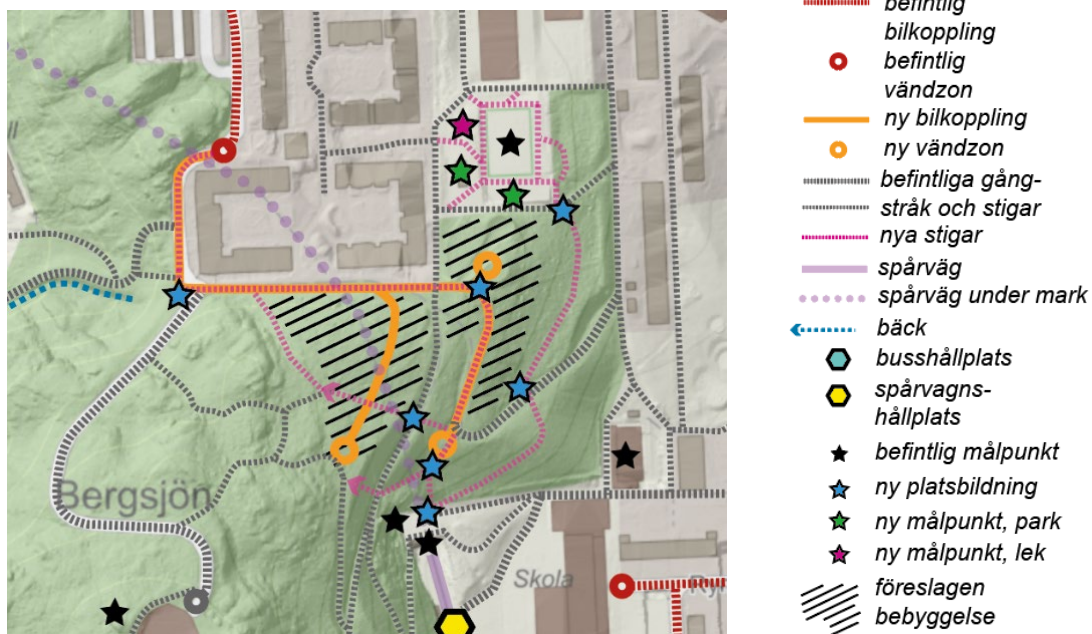 Bergsjön
Skola
befintlig
bilkoppling
befintlig
vändzon
ny bilkoppling
ny vändzon
befintliga gång-
stråk och stigar
nya stigar
spårväg
spårväg under mark
bäck
busshållplats
spårvagns-
hållplats
befintlig målpunkt
ny platsbildning
ny målpunkt, park
ny målpunkt, lek
föreslagen
bebyggelse